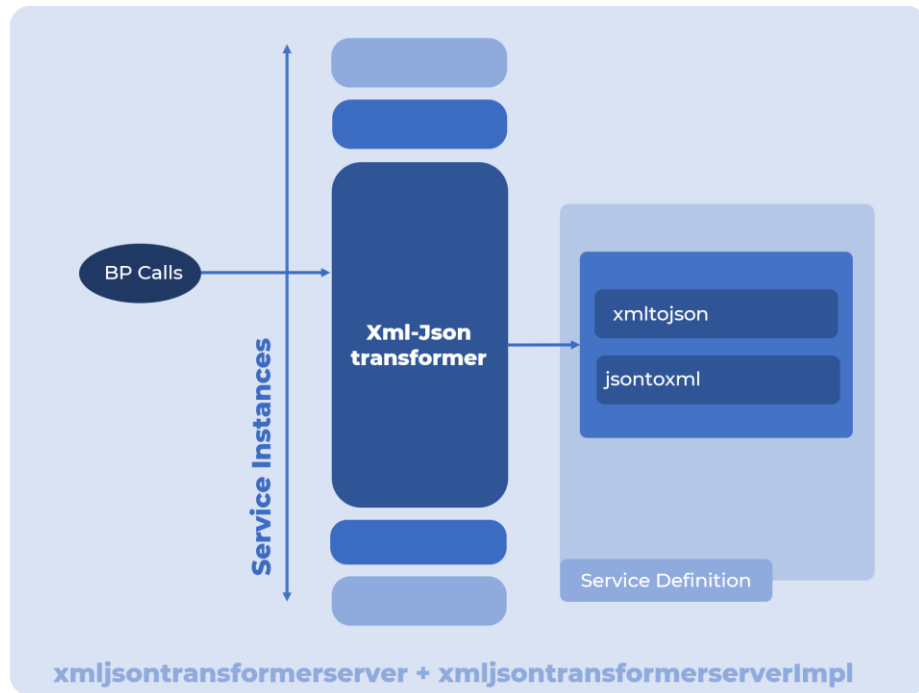 BP Calls
Service Instances
Xml-Json
transformer
xmltojson
jsontoxml
Service Definition
xmljsontransformerserver + xmljsontransformerserverImpl